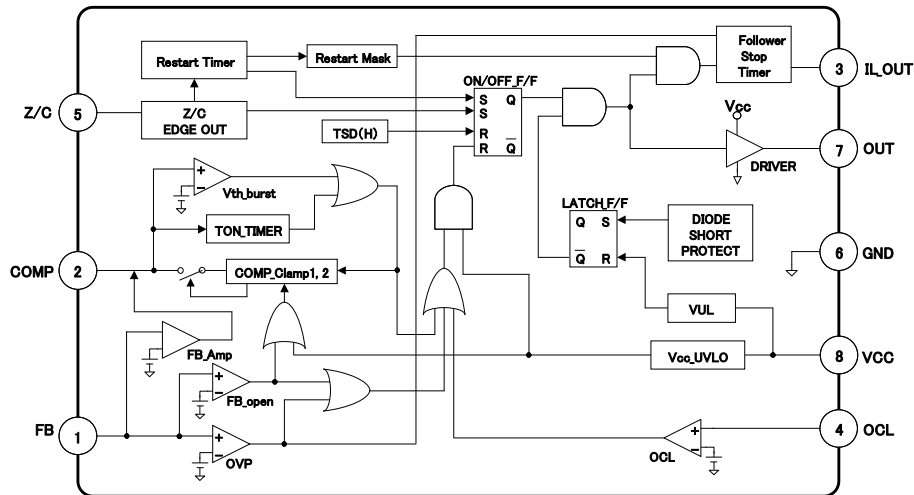 Restart Timer
Restart Mask
Follower
Stop
Timer
3
IL_OUT
ON/OFF_F/F
Z/C
5
Z/C
EDGE OUT
S Q
S
R
R Q
TSD(H)
Vcc
7
OUT
DRIVER
+
−
Vth_burst
TON_TIMER
LATCH_F/F
Q S
Q R
DIODE
SHORT
PROTECT
6
GND
COMP
2
COMP_Clamp1, 2
VUL
FB_Amp
Vcc_UVLO
8
VCC
+
−
FB_open
FB
1
+
−
OVP
+
−
OCL
4
OCL